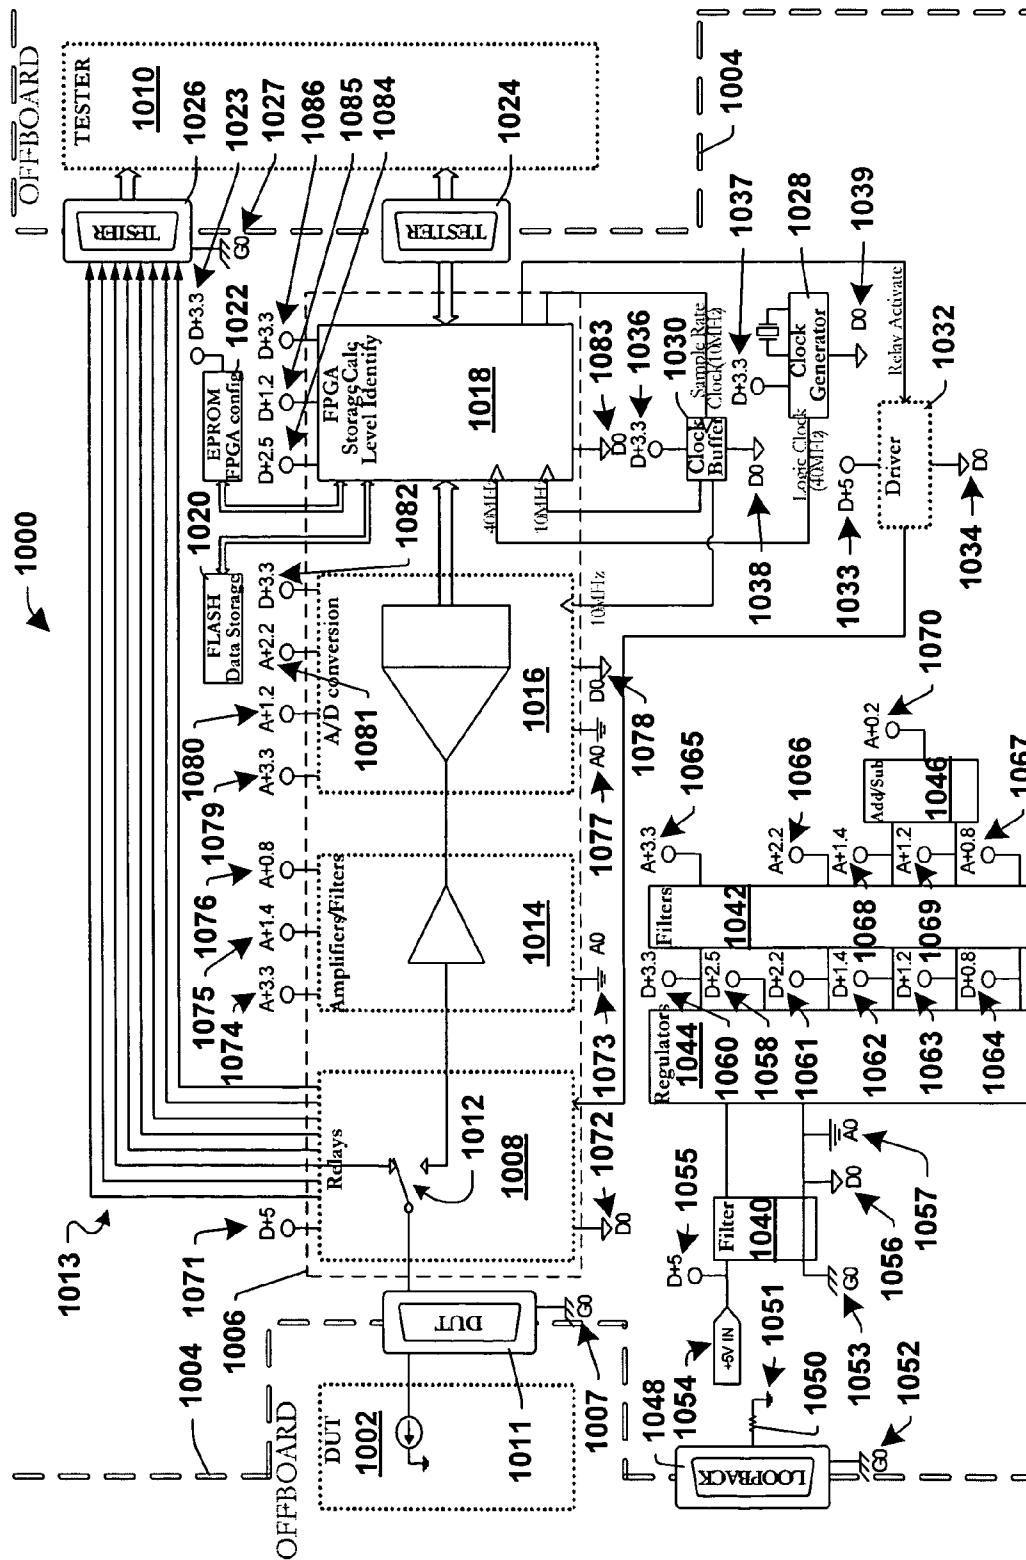 1000
OFFBOARD
TESTER
1010
1026
1023
1027
1086
1085
1084
1024
1004
TESTER
TESTER
G0
D+3.3
1022
EPROM
FPGA config
1020
FLASH
Data Storage
1013
1004
1006
1071
D+5
Relays
1008
1012
D0
1072
1074
1075
1076
A+3.3
A+1.4
A+0.8
Amplifiers/Filters
1014
A0
1073
1079
1080
1081
1082
A+3.3
A+1.2
A+2.2
D+3.3
A/D conversion
1016
A0
D0
1077
1078
10MHz
D+2.5
D+1.2
D+3.3
FPGA
Storage Calc
Level Identify
1018
40MHz
10MHz
D0
1083
1036
D+3.3
1030
Clock
Buffer
D0
1038
Sample Rate
Clock(10MHz)
1037
D+3.3
1028
Clock
Generator
D0
1039
Logic Clock
(40MHz)
Relay Activate
1032
Driver
D+5
1033
D0
1034
OFFBOARD
DUT
1002
DUT
1011
G0
1007
1048
LOOPBACK
1050
1051
G0
1052
1054
+5V IN
D+5
1055
Filter
1040
G0
1053
D0
1056
A0
1057
Regulators
1044
D+3.3
1060
D+2.5
1058
D+2.2
1061
D+1.4
1062
D+1.2
1063
D+0.8
1064
Filters
1042
A+3.3
1065
A+2.2
1066
A+1.4
1068
A+1.2
1069
A+0.8
1067
Add/Sub
1046
A+0.2
1070